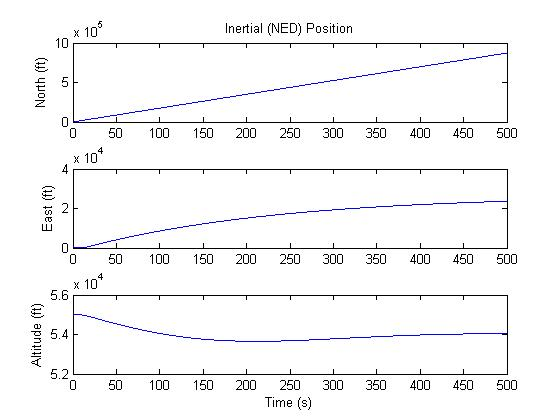 Inertial (NED) Position
x 10^5
10
5
0
North (ft)
0 50 100 150 200 250 300 350 400 450 500
x 10^4
4
2
0
East (ft)
0 50 100 150 200 250 300 350 400 450 500
x 10^4
5.6
5.4
5.2
Altitude (ft)
0 50 100 150 200 250 300 350 400 450 500
Time (s)